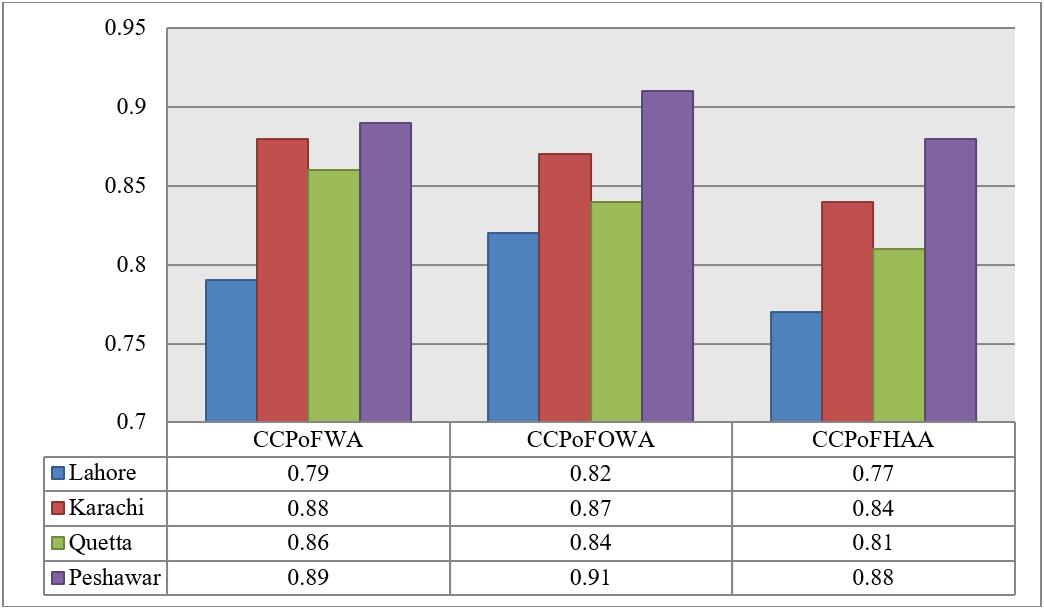 0.95
0.9
0.85
0.8
0.75
0.7
CCPoFWA CCPoFOWA CCPoFHAA
Lahore 0.79 0.82 0.77
Karachi 0.88 0.87 0.84
Quetta 0.86 0.84 0.81
Peshawar 0.89 0.91 0.88